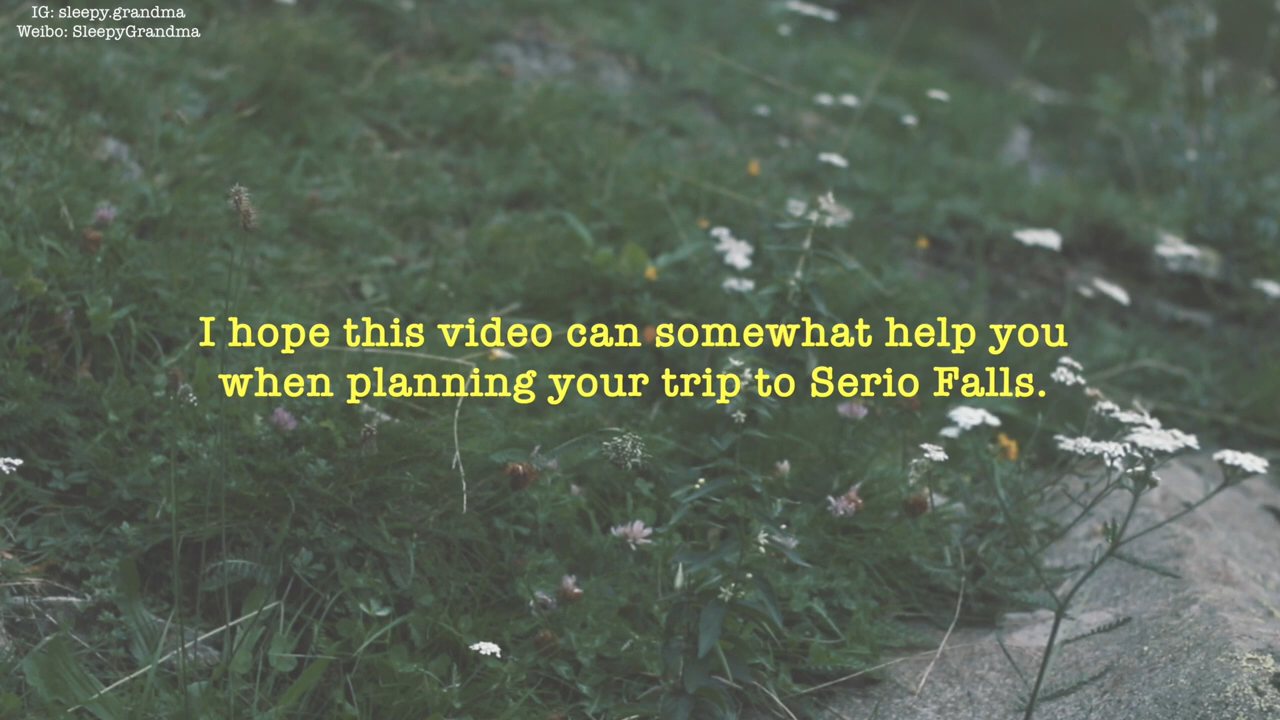 IG: sleepy.grandma
Weibo: SleepyGrandma
I hope this video can somewhat help you
when planning your trip to Serio Falls.